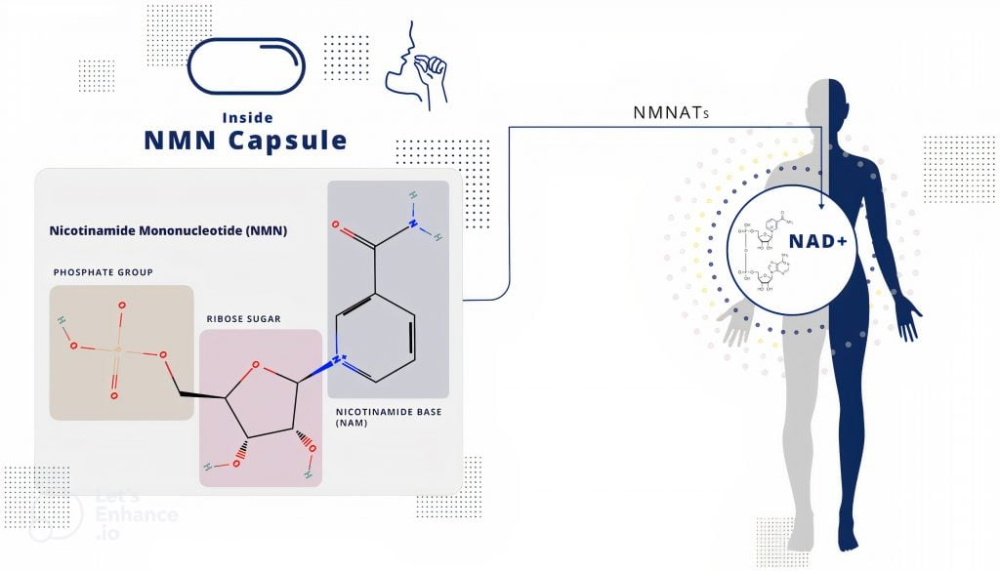 Inside
NMN Capsule
NMNATs
Nicotinamide Mononucleotide (NMN)
PHOSPHATE GROUP
RIBOSE SUGAR
NICOTINAMIDE BASE
(NAM)
H
O
O
O
O
O
N+
O
H
O
H
O
N
H
H
NAD+
Let's
Enhance
.io